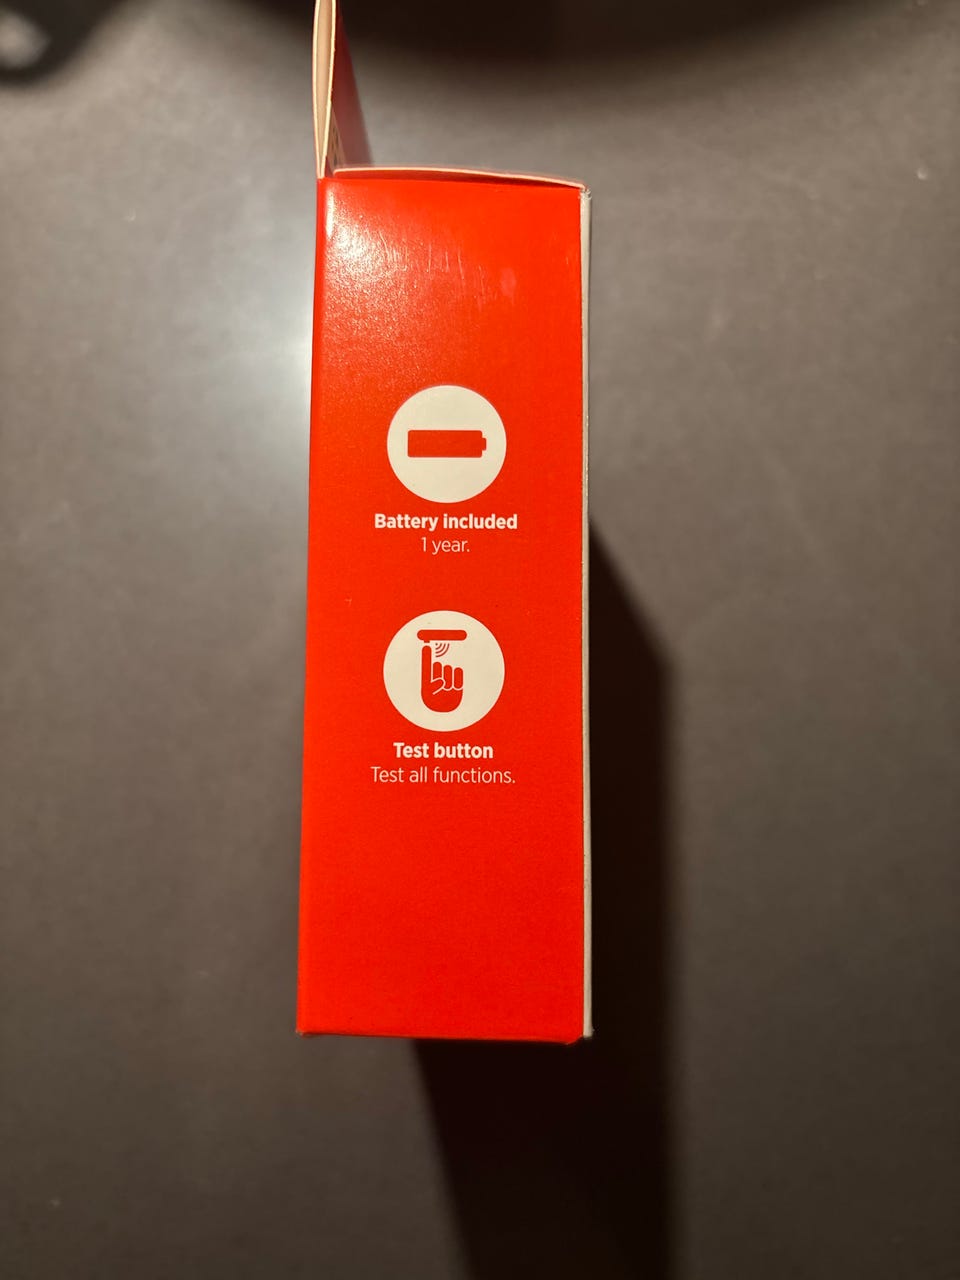 Battery included
1 year.
Test button
Test all functions.